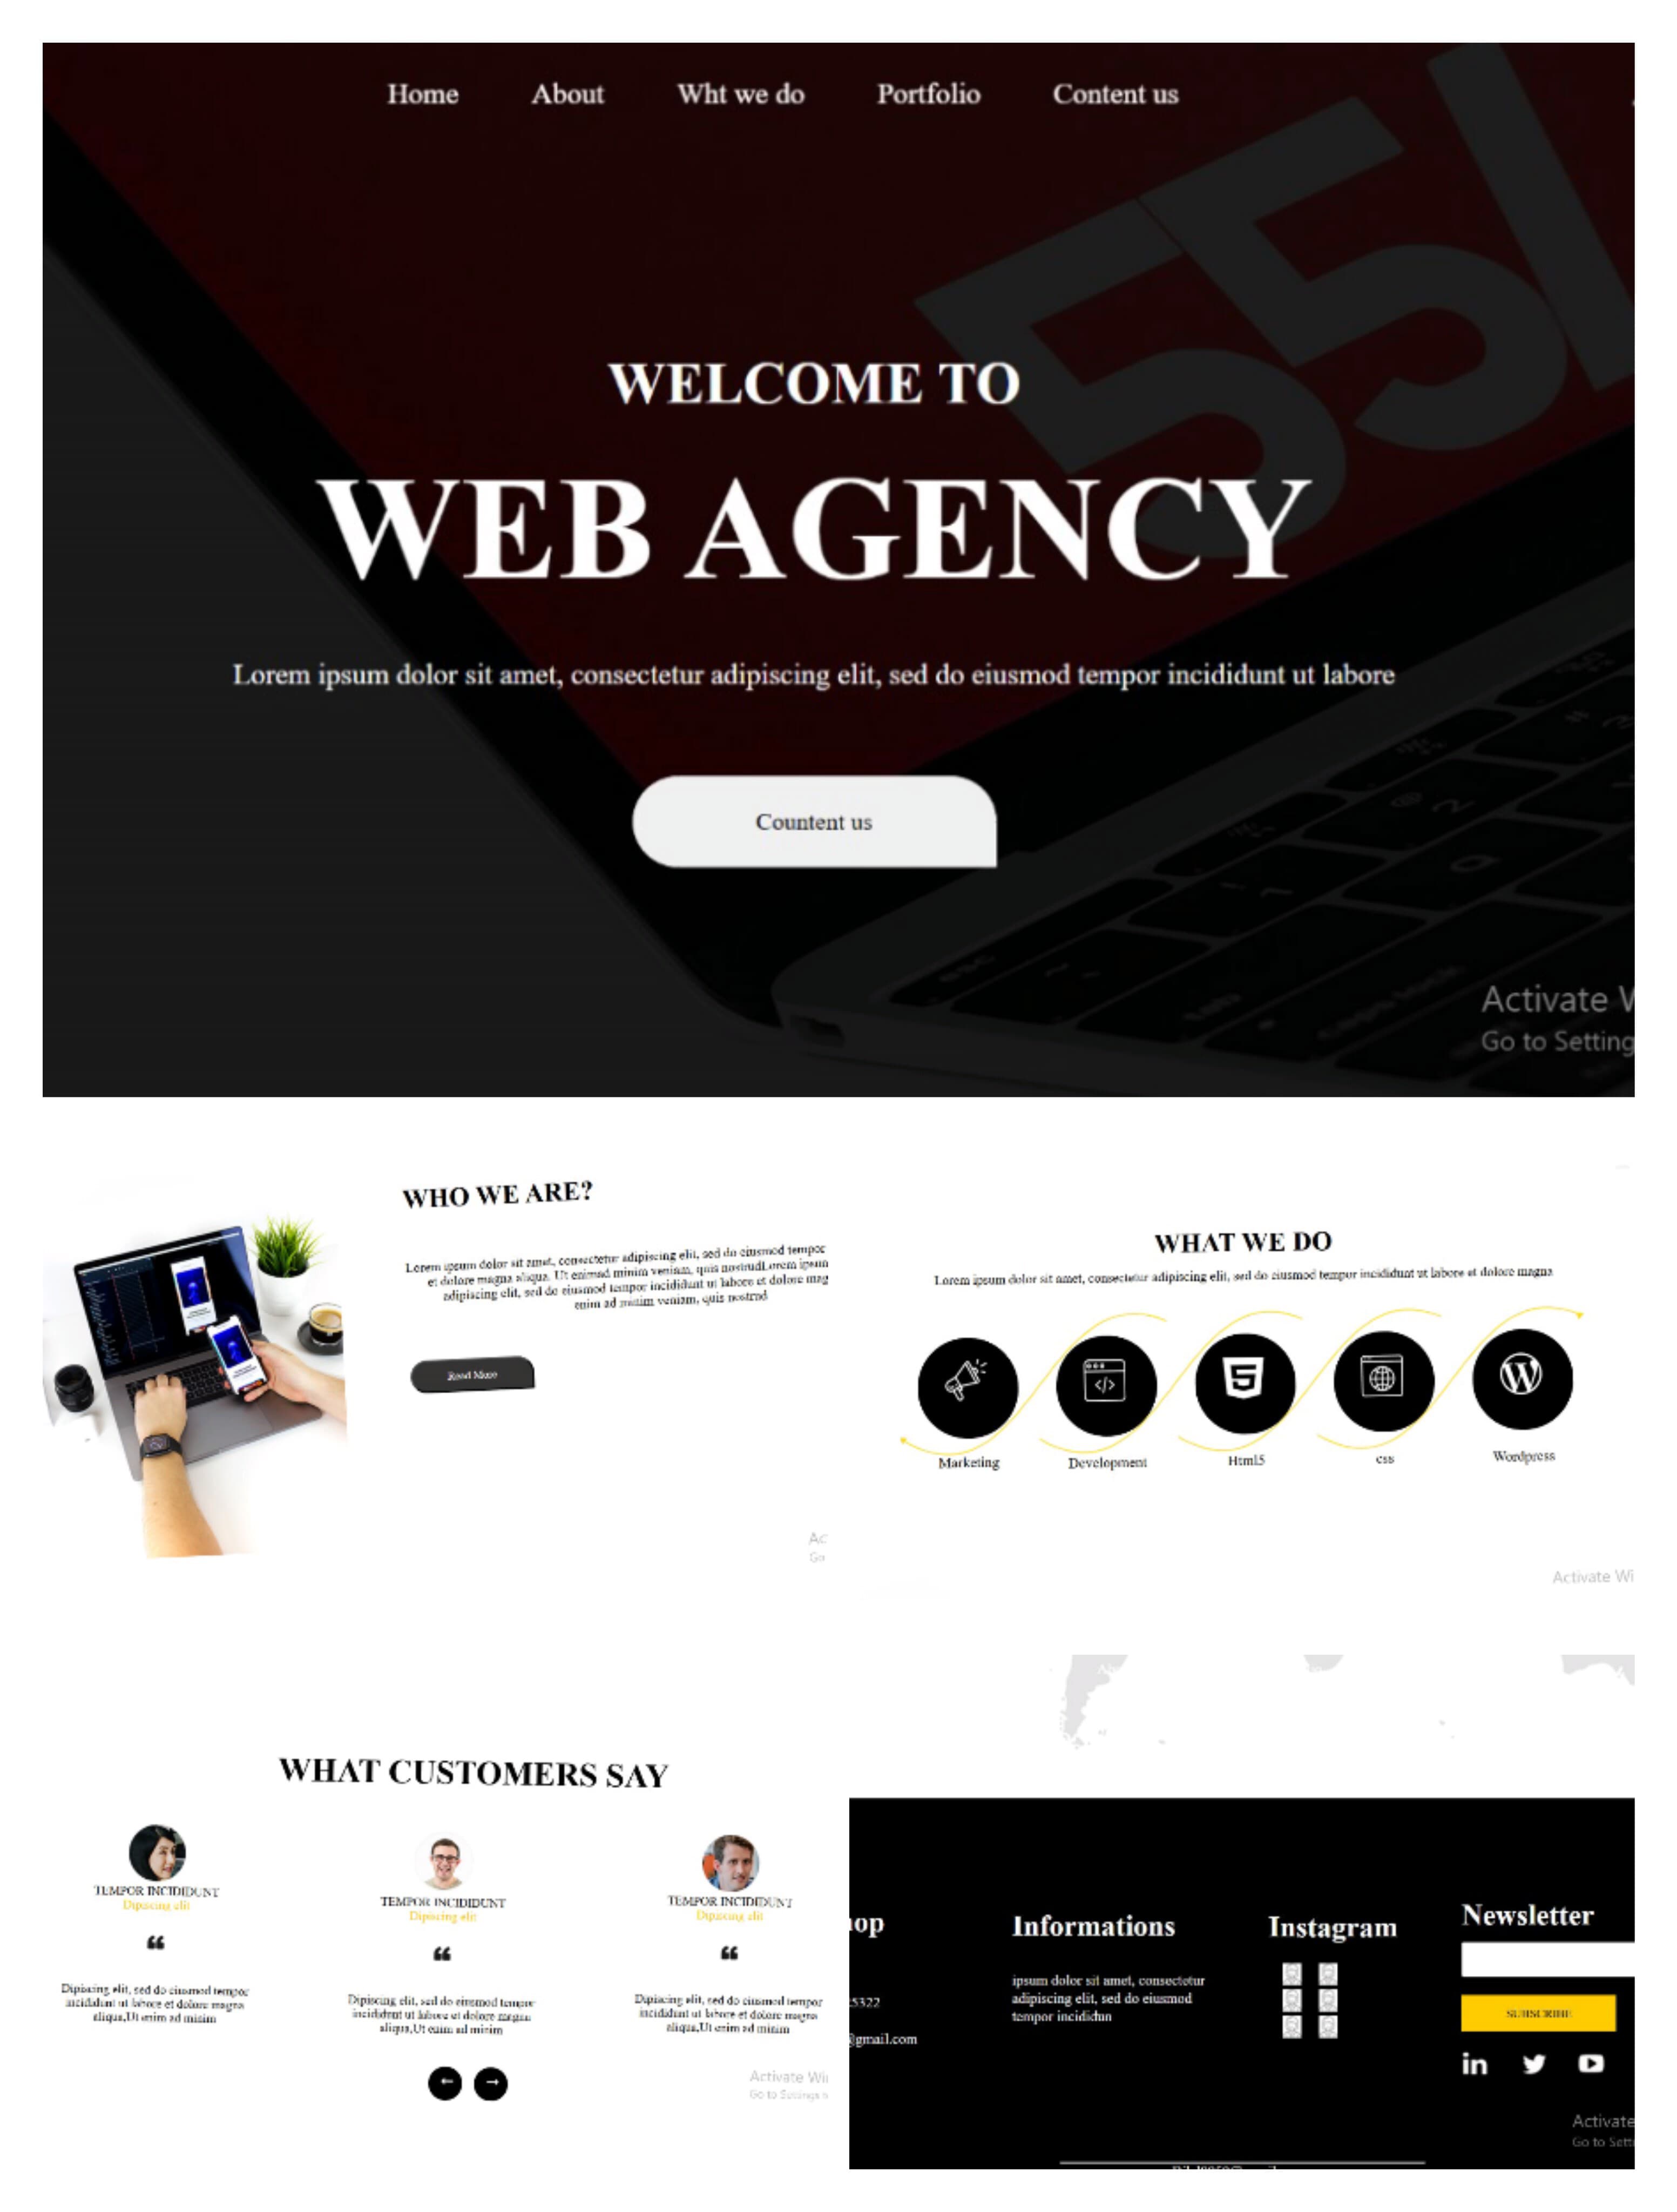 Home About Wht we do Portfolio Content us
55/
WELCOME TO
WEB AGENCY
Lorem ipsum dolor sit amet, consectetur adipiscing elit, sed do eiusmod tempor incididunt ut labore
Countent us
Activate W
Go to Setting
WHO WE ARE?
Lorem ipsum dolor sit amet, consectetur adipiscing elit, sed do eiusmod tempor
et dolore magna aliqua. Ut enimad minim veniam, quis nostrudLorem ipsum
adipiscing elit, sed do eiusmod tempor incididunt ut labore et dolore mag
enim ad minim veniam, quis nostrud
Read More
Ac
Go
WHAT WE DO
Lorem ipsum dolor sit amet, consectetur adipiscing elit, sed do eiusmod tempor incididunt ut labore et dolore magna
Marketing
Development
Html5
css
Wordpress
Activate Wi
WHAT CUSTOMERS SAY
TEMPOR INCIDIDUNT
Dipiscing elit
Dipiscing elit, sed do eiusmod tempor
incididunt ut labore et dolore magna
aliqua,Ut enim ad minim
TEMPOR INCIDIDUNT
Dipiscing elit
Dipiscing elit, sed do eiusmod tempor
incididunt ut labore et dolore magna
aliqua,Ut enim ad minim
TEMPOR INCIDIDUNT
Dipiscing elit
Dipiscing elit, sed do eiusmod tempor
incididunt ut labore et dolore magna
aliqua,Ut enim ad minim
Activate Wi
Go to Settings
op
5322
@gmail.com
Informations
ipsum dolor sit amet, consectetur
adipiscing elit, sed do eiusmod
tempor incididun
Instagram
Newsletter
SUBSCRIBE
in
Activate
Go to Sett